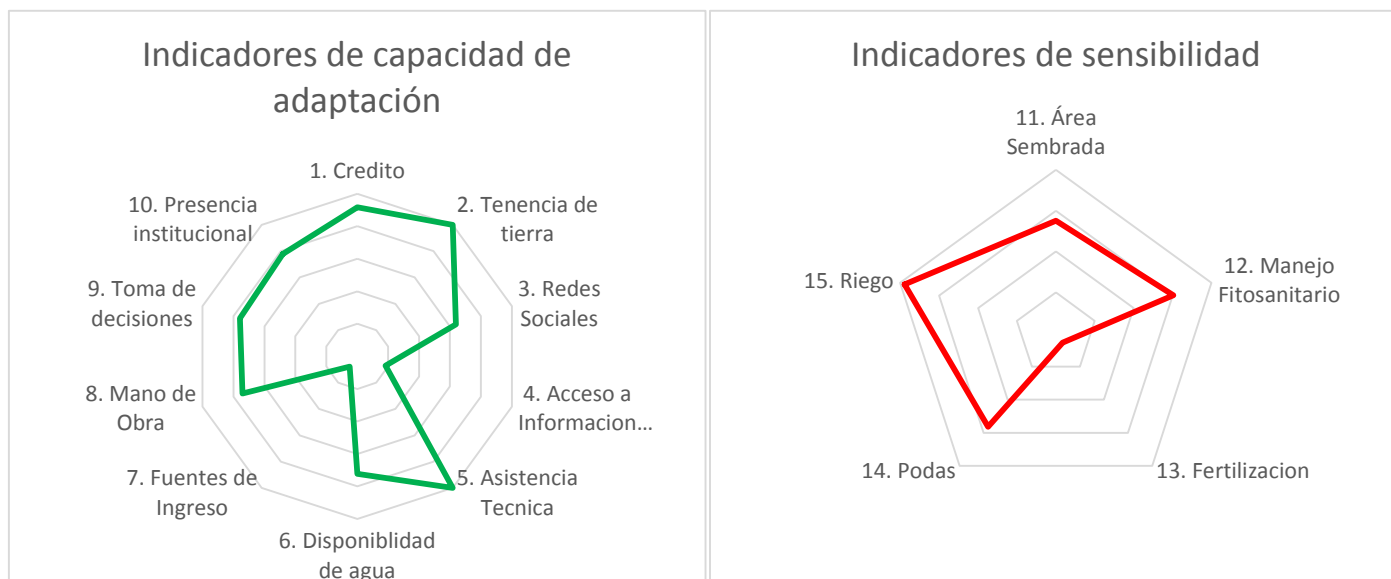 Indicadores de capacidad de
adaptación
1. Credito
2. Tenencia de
tierra
3. Redes
Sociales
4. Acceso a
Informacion...
5. Asistencia
Tecnica
6. Disponiblidad
de agua
7. Fuentes de
Ingreso
8. Mano de
Obra
9. Toma de
decisiones
10. Presencia
institucional
Indicadores de sensibilidad
11. Área
Sembrada
12. Manejo
Fitosanitario
13. Fertilizacion
14. Podas
15. Riego